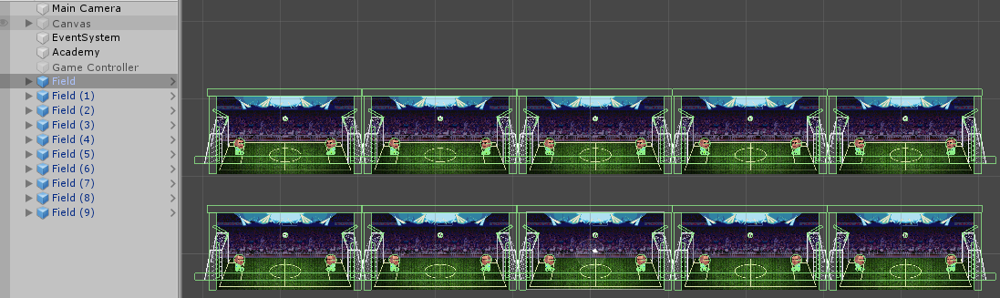 Main Camera
Canvas
EventSystem
Academy
Game Controller
Field
Field (1)
Field (2)
Field (3)
Field (4)
Field (5)
Field (6)
Field (7)
Field (8)
Field (9)